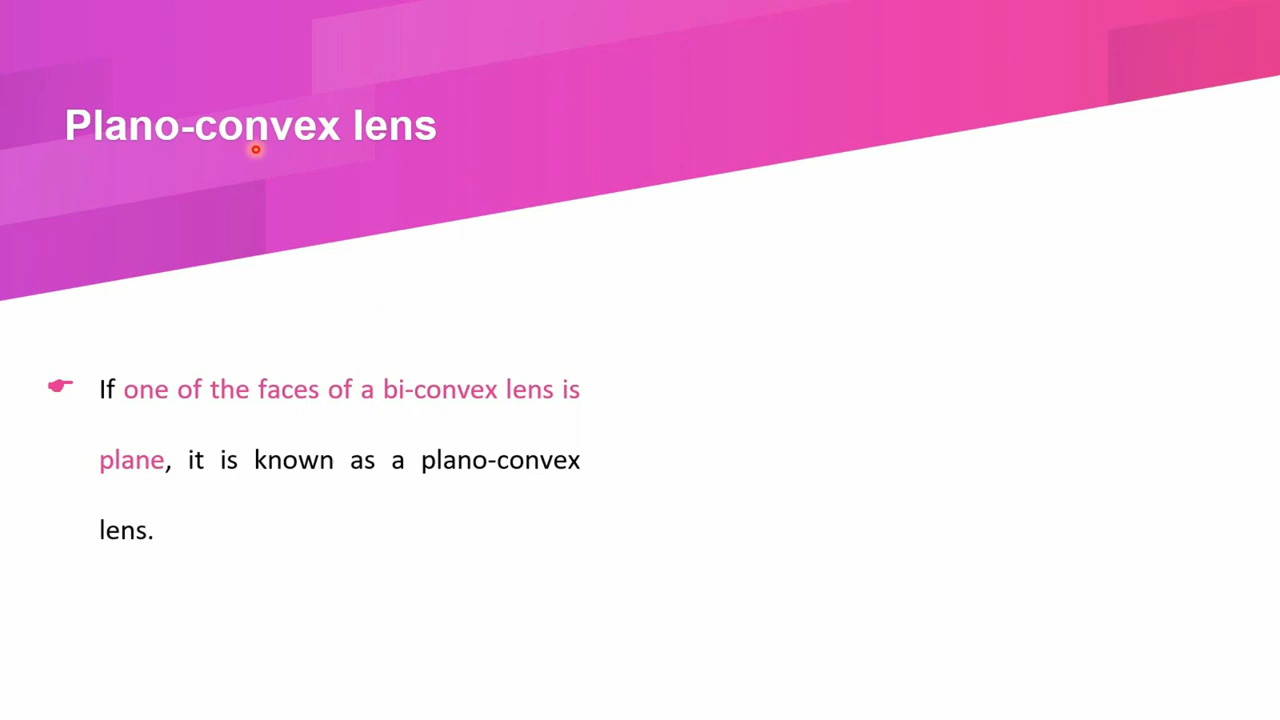 Plano-convex lens
If one of the faces of a bi-convex lens is
plane, it is known as a plano-convex
lens.